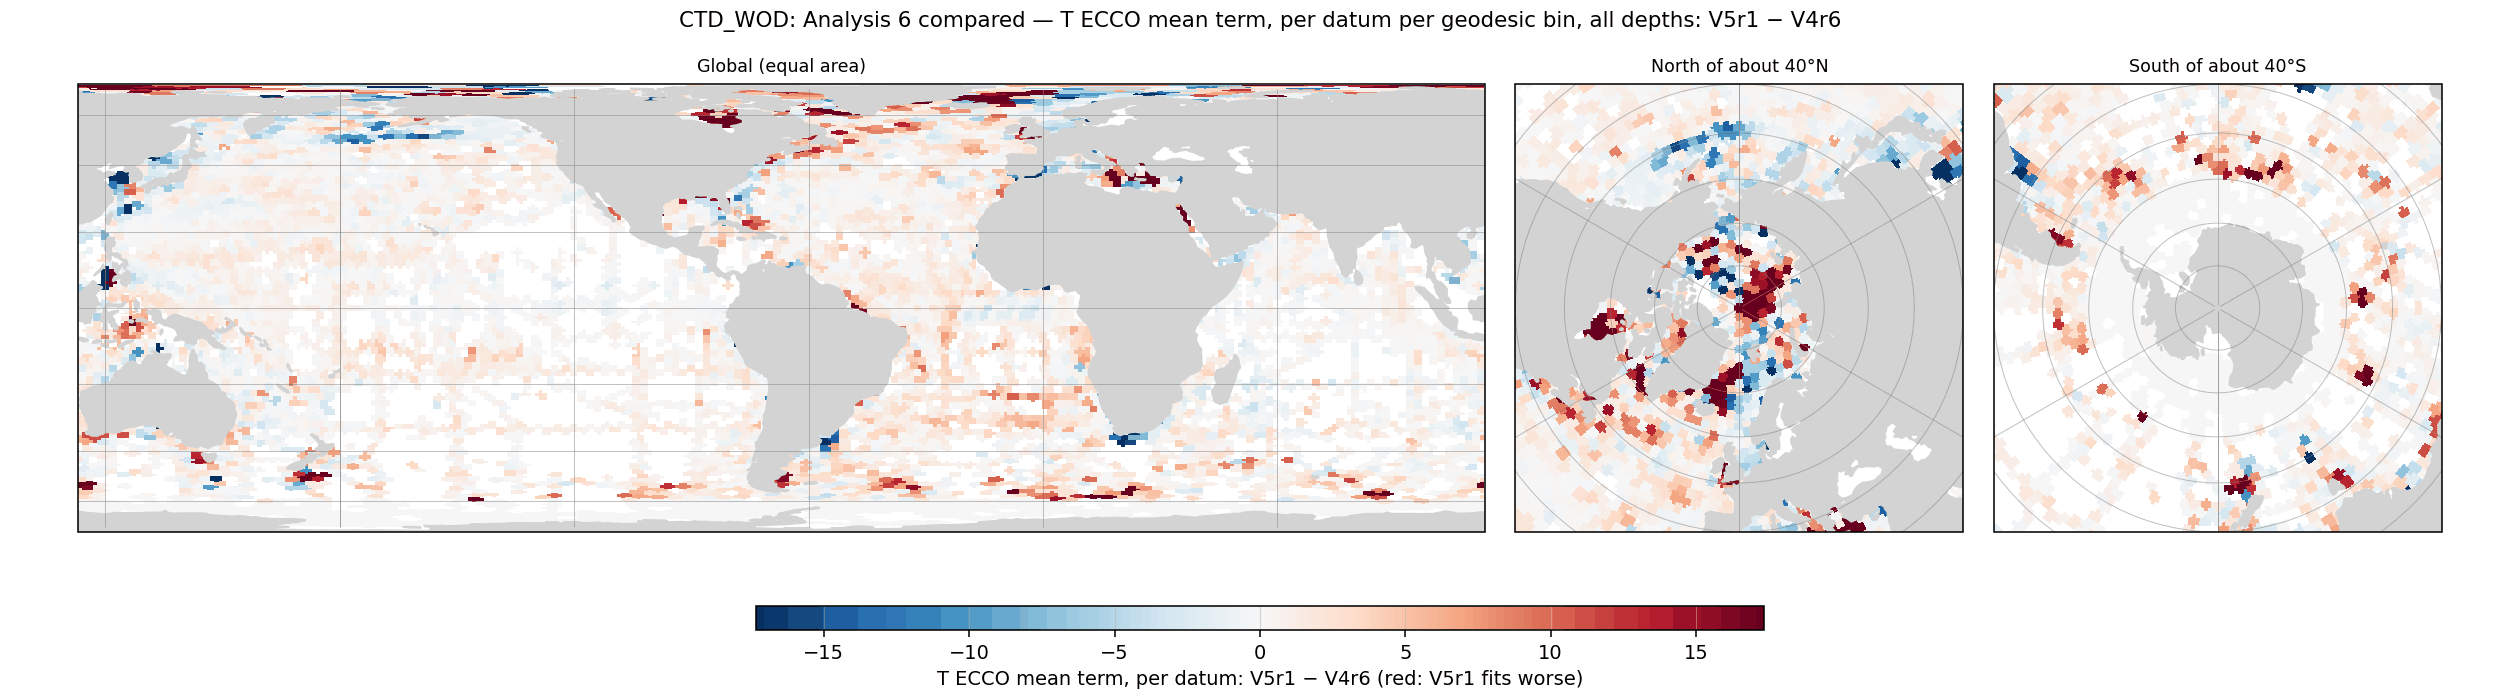 CTD_WOD: Analysis 6 compared — T ECCO mean term, per datum per geodesic bin, all depths: V5r1 − V4r6
Global (equal area)
North of about 40°N
South of about 40°S
−15 −10 −5 0 5 10 15
T ECCO mean term, per datum: V5r1 − V4r6 (red: V5r1 fits worse)